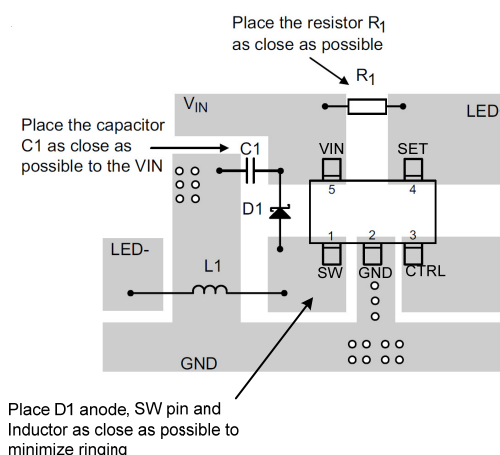 Place the resistor R1
as close as possible
R1
VIN
LED
Place the capacitor
C1 as close as
possible to the VIN
C1
VIN
SET
5
4
D1
1
2
3
LED-
L1
SW
GND
CTRL
GND
Place D1 anode, SW pin and
Inductor as close as possible to
minimize ringing